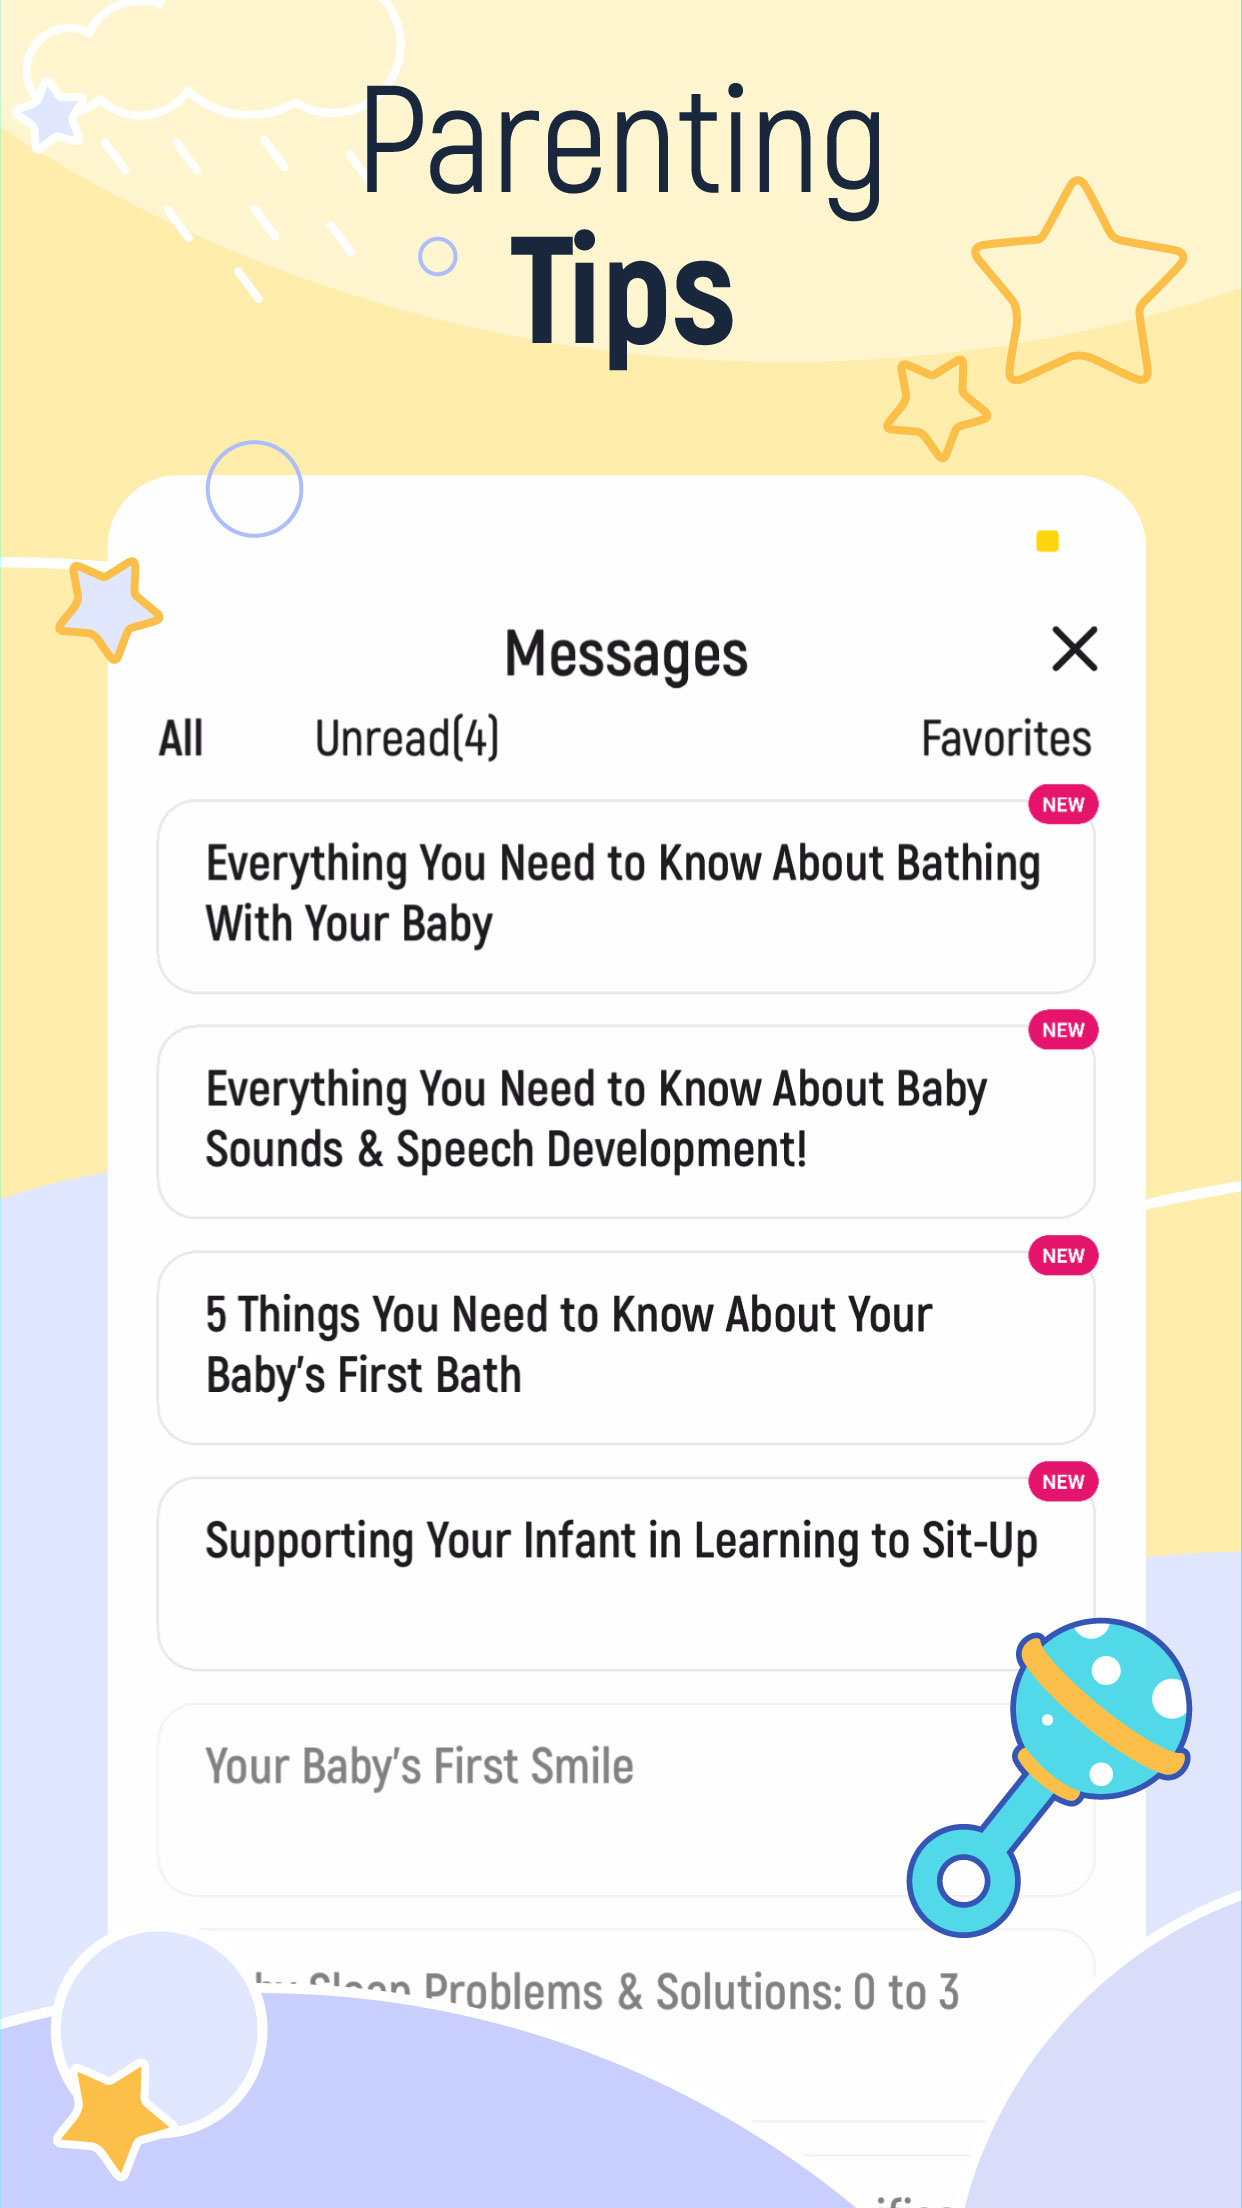 Parenting
Tips
Messages
All Unread(4) Favorites
NEW
Everything You Need to Know About Bathing
With Your Baby
NEW
Everything You Need to Know About Baby
Sounds & Speech Development!
NEW
5 Things You Need to Know About Your
Baby's First Bath
NEW
Supporting Your Infant in Learning to Sit-Up
Your Baby's First Smile
Sleep Problems & Solutions: 0 to 3